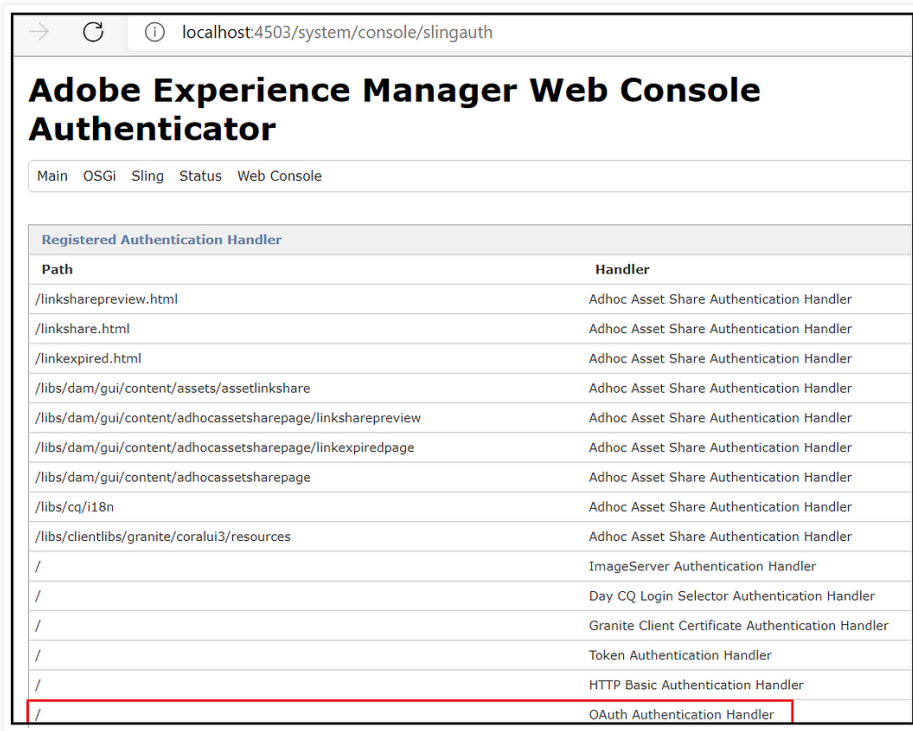 localhost:4503/system/console/slingauth
Adobe Experience Manager Web Console
Authenticator
Main OSGi Sling Status Web Console
Registered Authentication Handler
Path Handler
/linksharepreview.html Adhoc Asset Share Authentication Handler
/linkshare.html Adhoc Asset Share Authentication Handler
/linkexpired.html Adhoc Asset Share Authentication Handler
/libs/dam/gui/content/assets/assetlinkshare Adhoc Asset Share Authentication Handler
/libs/dam/gui/content/adhocassetsharepage/linksharepreview Adhoc Asset Share Authentication Handler
/libs/dam/gui/content/adhocassetsharepage/linkexpiredpage Adhoc Asset Share Authentication Handler
/libs/dam/gui/content/adhocassetsharepage Adhoc Asset Share Authentication Handler
/libs/cq/i18n Adhoc Asset Share Authentication Handler
/libs/clientlibs/granite/coralui3/resources Adhoc Asset Share Authentication Handler
/ ImageServer Authentication Handler
/ Day CQ Login Selector Authentication Handler
/ Granite Client Certificate Authentication Handler
/ Token Authentication Handler
/ HTTP Basic Authentication Handler
/ OAuth Authentication Handler